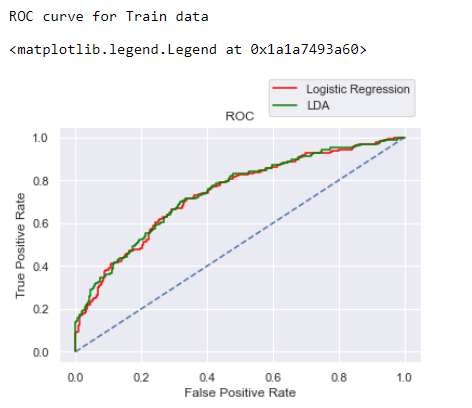 ROC curve for Train data
<matplotlib.legend.Legend at 0x1a1a7493a60>
Logistic Regression
LDA
ROC
1.0
0.8
0.6
0.4
0.2
0.0
True Positive Rate
0.0 0.2 0.4 0.6 0.8 1.0
False Positive Rate